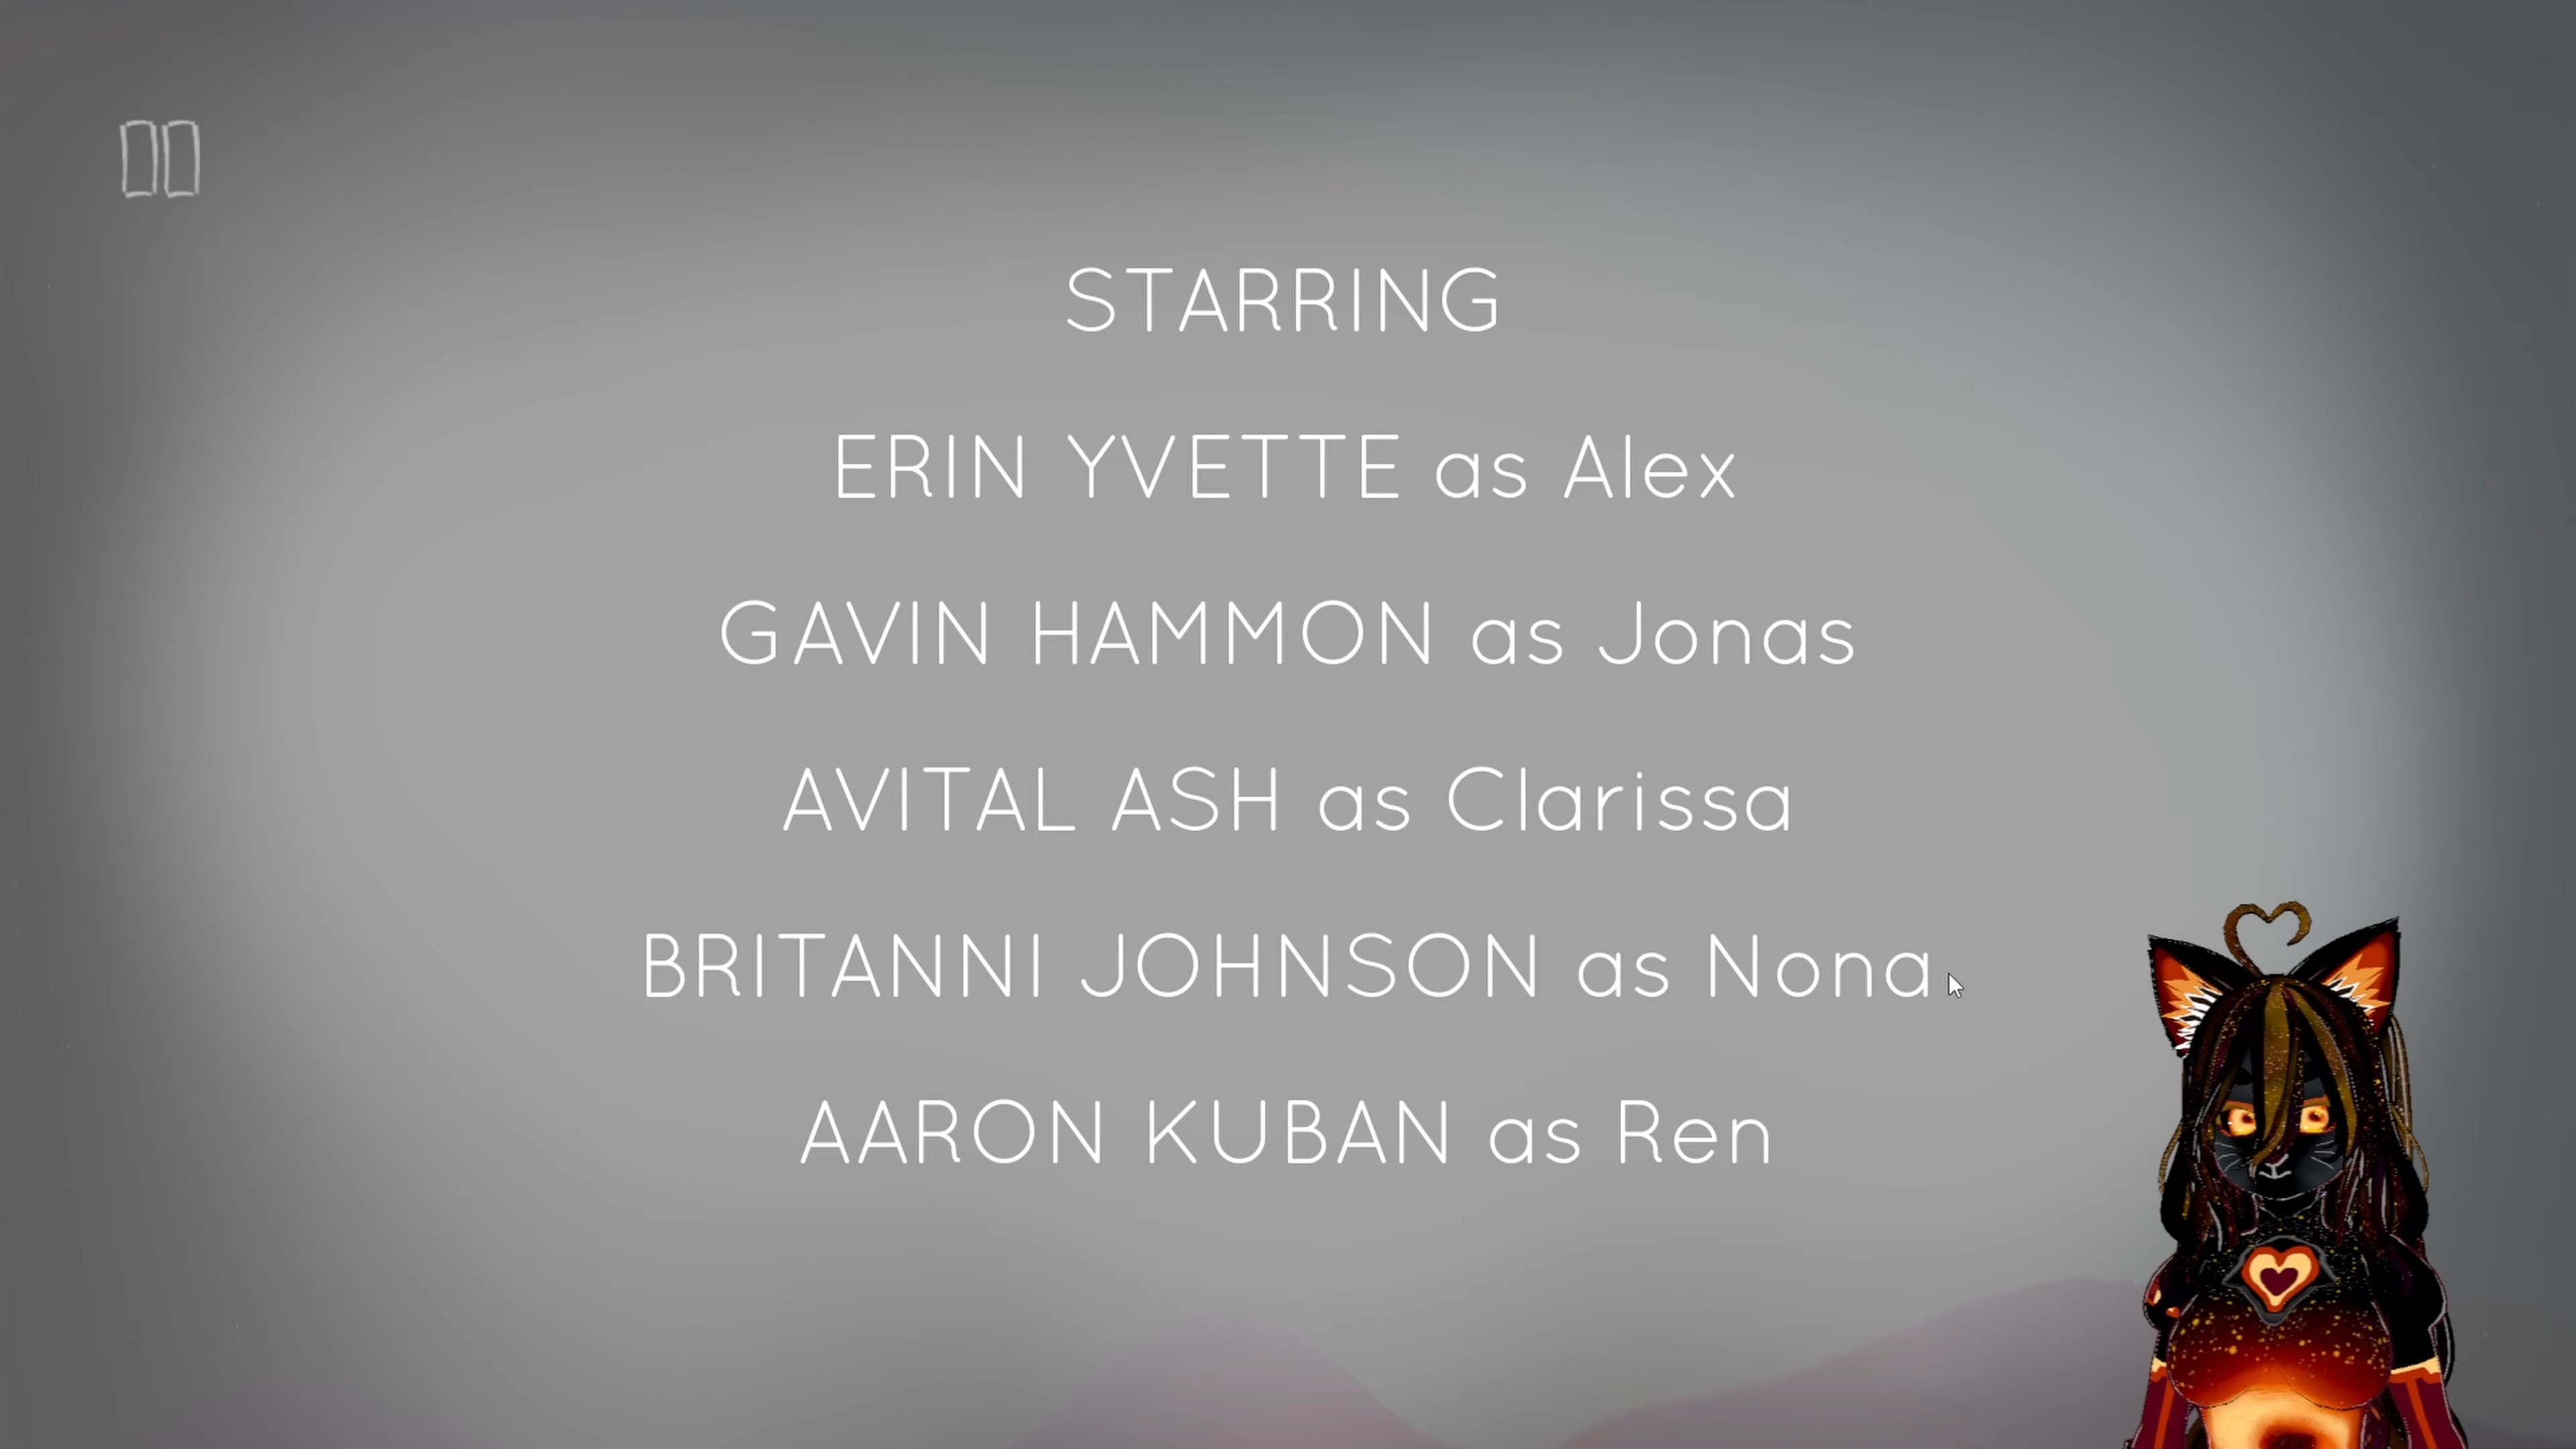 STARRING
ERIN YVETTE as Alex
GAVIN HAMMON as Jonas
AVITAL ASH as Clarissa
BRITANNI JOHNSON as Nona
AARON KUBAN as Ren